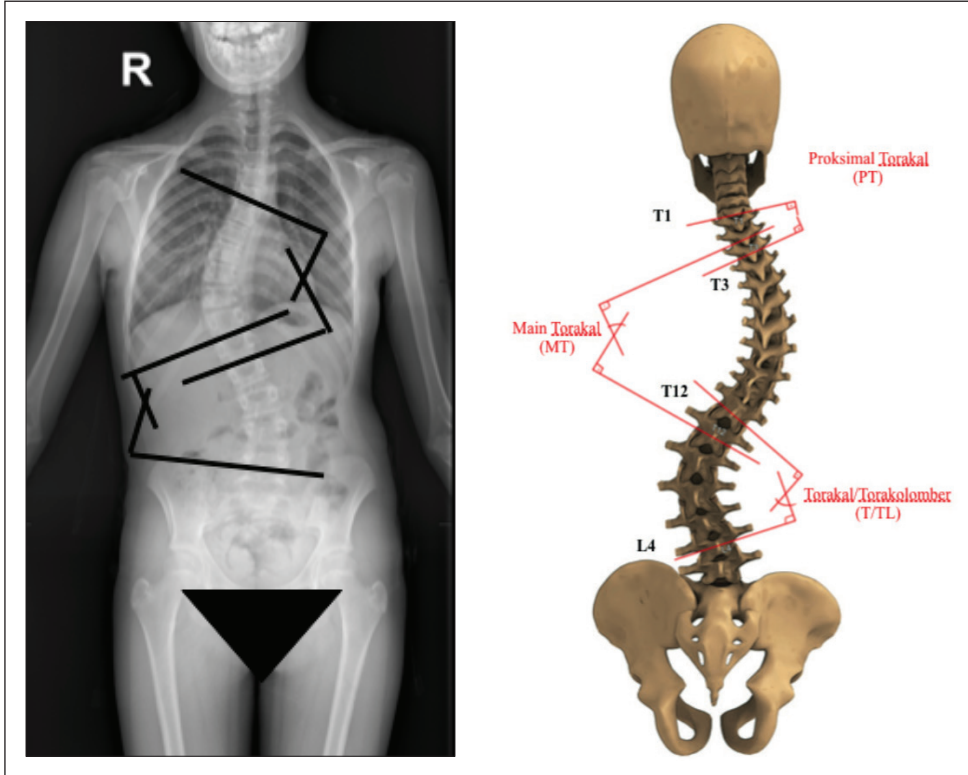 R
Proksimal Torakal
(PT)
T1
T3
Main Torakal
(MT)
T12
Torakal/Torakolomber
(T/TL)
L4